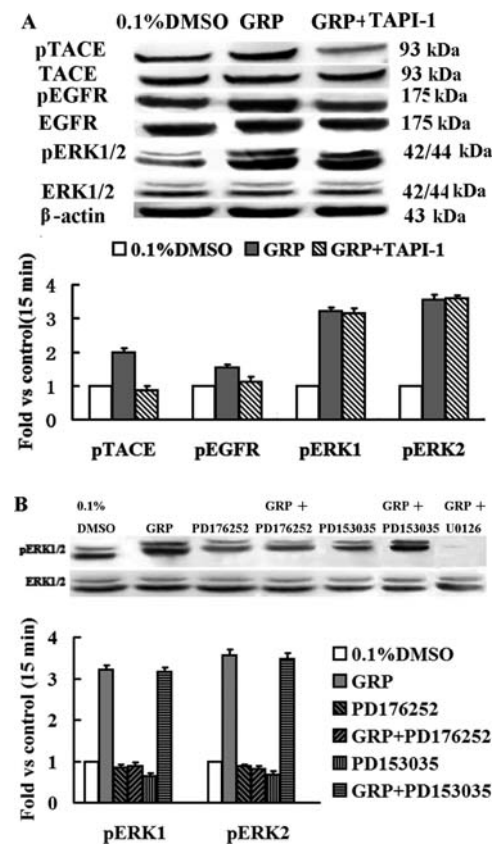 A
0.1%DMSO GRP GRP+TAPI-1
pTACE 93 kDa
TACE 93 kDa
pEGFR 175 kDa
EGFR 175 kDa
pERK1/2 42/44 kDa
ERK1/2 42/44 kDa
β-actin 43 kDa
0.1%DMSO GRP GRP+TAPI-1
Fold vs control(15 min)
4
3
2
1
0
pTACE pEGFR pERK1 pERK2
B
0.1% GRP + GRP + GRP +
DMSO GRP PD176252 PD176252 PD153035 PD153035 U0126
pERK1/2
ERK1/2
Fold vs control (15 min)
4
3
2
1
0
pERK1 pERK2
0.1%DMSO
GRP
PD176252
GRP+PD176252
PD153035
GRP+PD153035